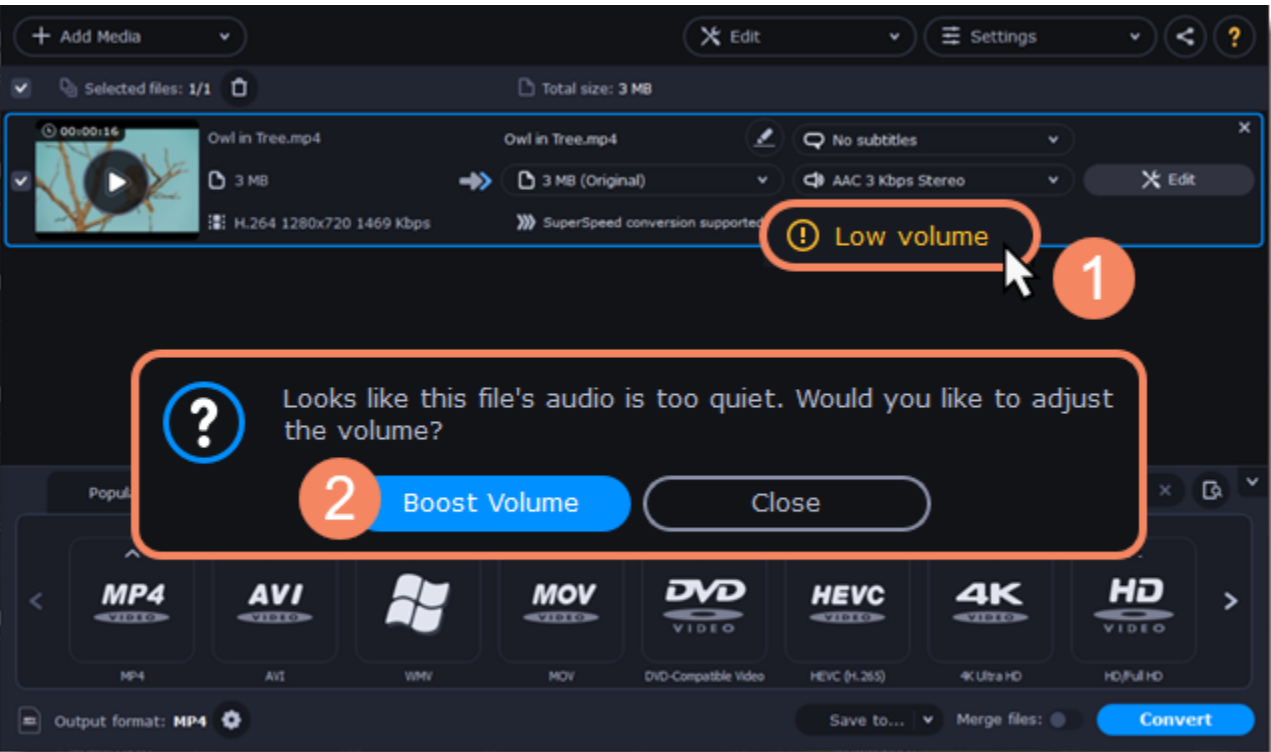 Add Media
Edit
Settings
?
Selected files: 1/1
Total size: 3 MB
00:00:16
Owl in Tree.mp4
Owl in Tree.mp4
No subtitles
3 MB
3 MB (Original)
AAC 3 Kbps Stereo
Edit
H.264 1280x720 1469 Kbps
SuperSpeed conversion supported
Low volume
1
?
Looks like this file's audio is too quiet. Would you like to adjust
the volume?
2
Boost Volume
Close
MP4
VIDEO
AVI
VIDEO
MOV
VIDEO
DVD
VIDEO
HEVC
VIDEO
4K
VIDEO
HD
VIDEO
MP4
AVI
WMV
MOV
DVD-Compatible Video
HEVC (H.265)
4K Ultra HD
HD/Full HD
Output format: MP4
Save to...
Merge files:
Convert